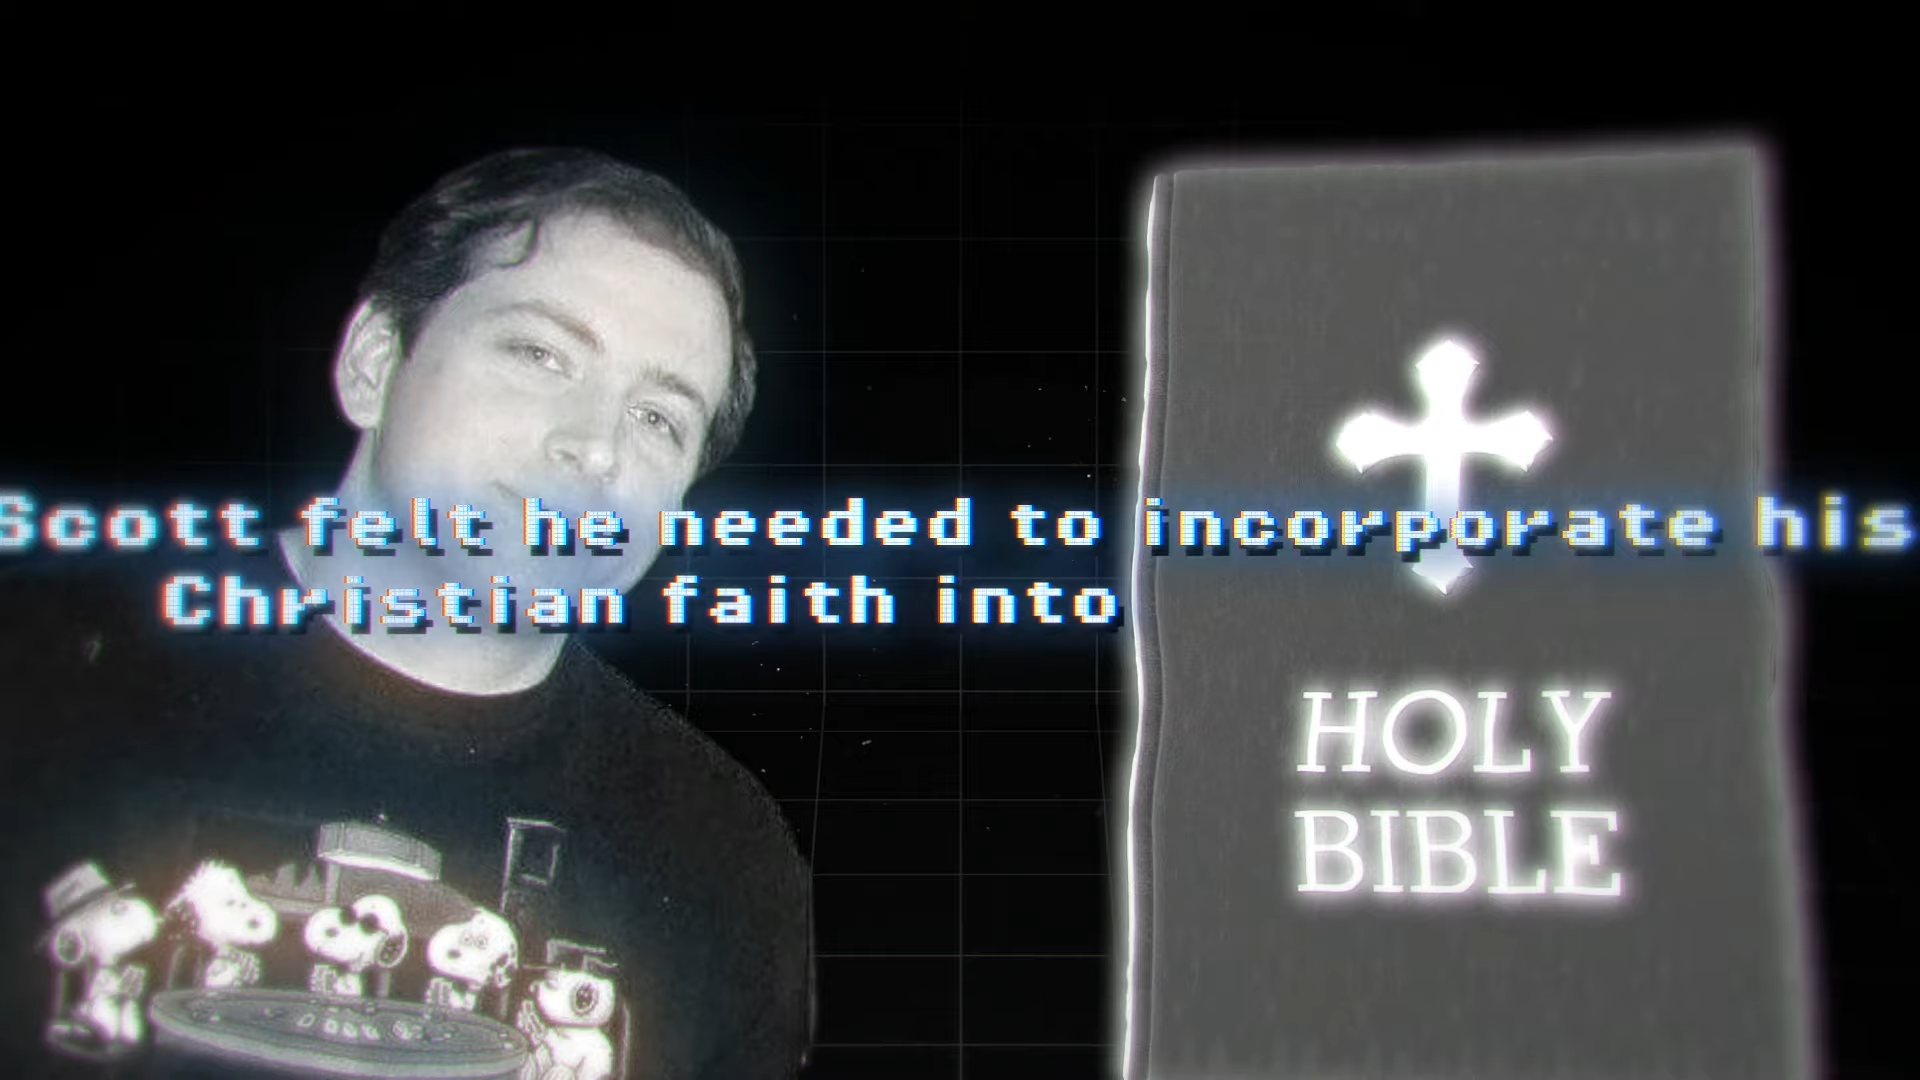 Scott felt he needed to incorporate his
Christian faith into
HOLY
BIBLE